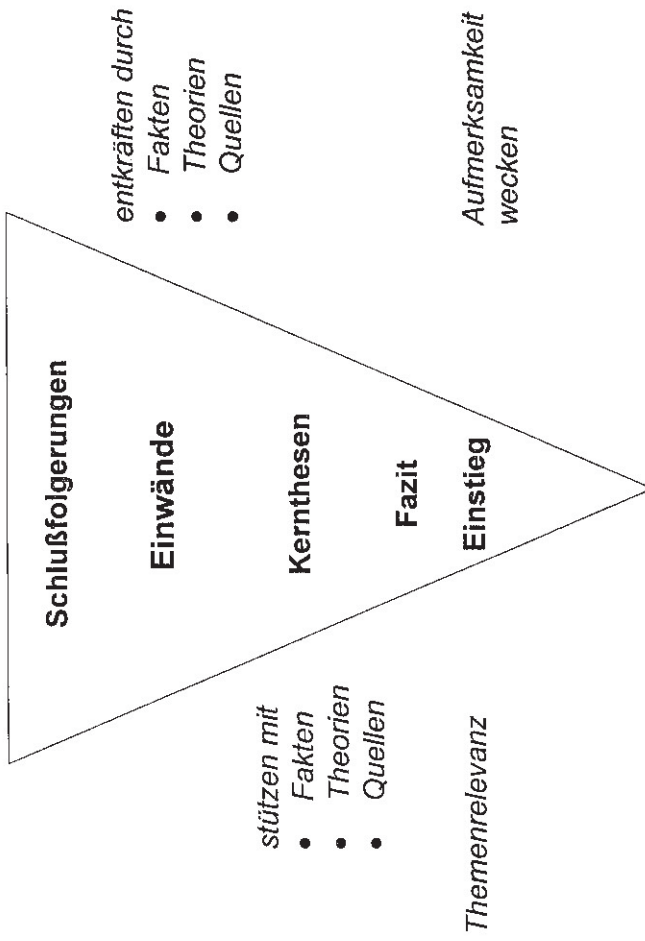 Schlußfolgerungen
Einwände
entkräften durch
• Fakten
• Theorien
• Quellen
stützen mit
• Fakten
• Theorien
• Quellen
Kernthesen
Fazit
Themenrelevanz
Einstieg
Aufmerksamkeit
wecken